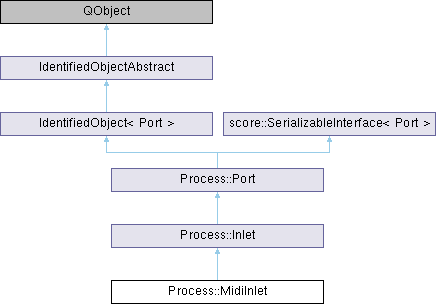 QObject
IdentifiedObjectAbstract
IdentifiedObject< Port >
score::SerializableInterface< Port >
Process::Port
Process::Inlet
Process::MidiInlet